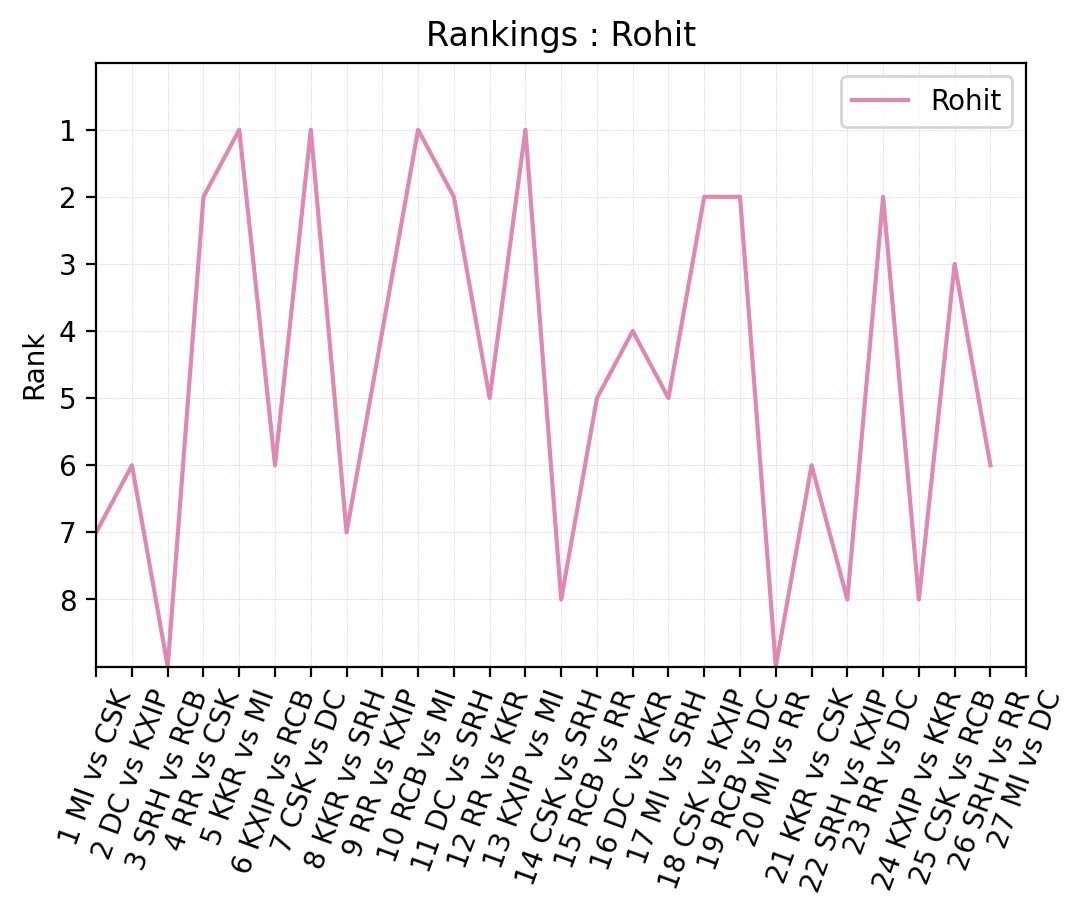 Rankings : Rohit
Rohit
Rank
1
2
3
4
5
6
7
8
1 MI vs CSK
2 DC vs KXIP
3 SRH vs RCB
4 RR vs CSK
5 KKR vs MI
6 KXIP vs RCB
7 CSK vs DC
8 KKR vs SRH
9 RR vs KXIP
10 RCB vs MI
11 DC vs SRH
12 RR vs KKR
13 KXIP vs MI
14 CSK vs SRH
15 RCB vs RR
16 DC vs KKR
17 MI vs SRH
18 CSK vs KXIP
19 RCB vs DC
20 MI vs RR
21 KKR vs CSK
22 SRH vs KXIP
23 RR vs DC
24 KXIP vs KKR
25 CSK vs RCB
26 SRH vs RR
27 MI vs DC